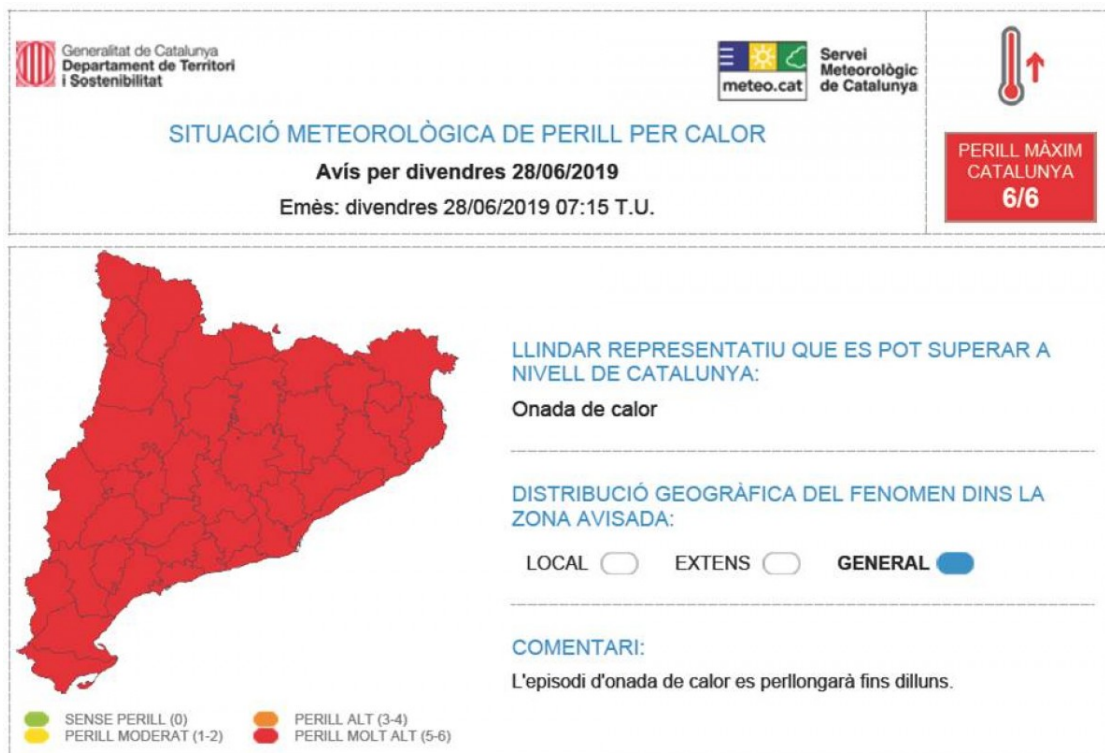 Generalitat de Catalunya
Departament de Territori
i Sostenibilitat
meteo.cat
Servei
Meteorològic
de Catalunya
SITUACIÓ METEOROLÒGICA DE PERILL PER CALOR
Avís per divendres 28/06/2019
Emès: divendres 28/06/2019 07:15 T.U.
PERILL MÀXIM
CATALUNYA
6/6
LLINDAR REPRESENTATIU QUE ES POT SUPERAR A
NIVELL DE CATALUNYA:
Onada de calor
DISTRIBUCIÓ GEOGRÀFICA DEL FENOMEN DINS LA
ZONA AVISADA:
LOCAL EXTENS GENERAL
COMENTARI:
L'episodi d'onada de calor es perllongarà fins dilluns.
SENSE PERILL (0) PERILL ALT (3-4)
PERILL MODERAT (1-2) PERILL MOLT ALT (5-6)